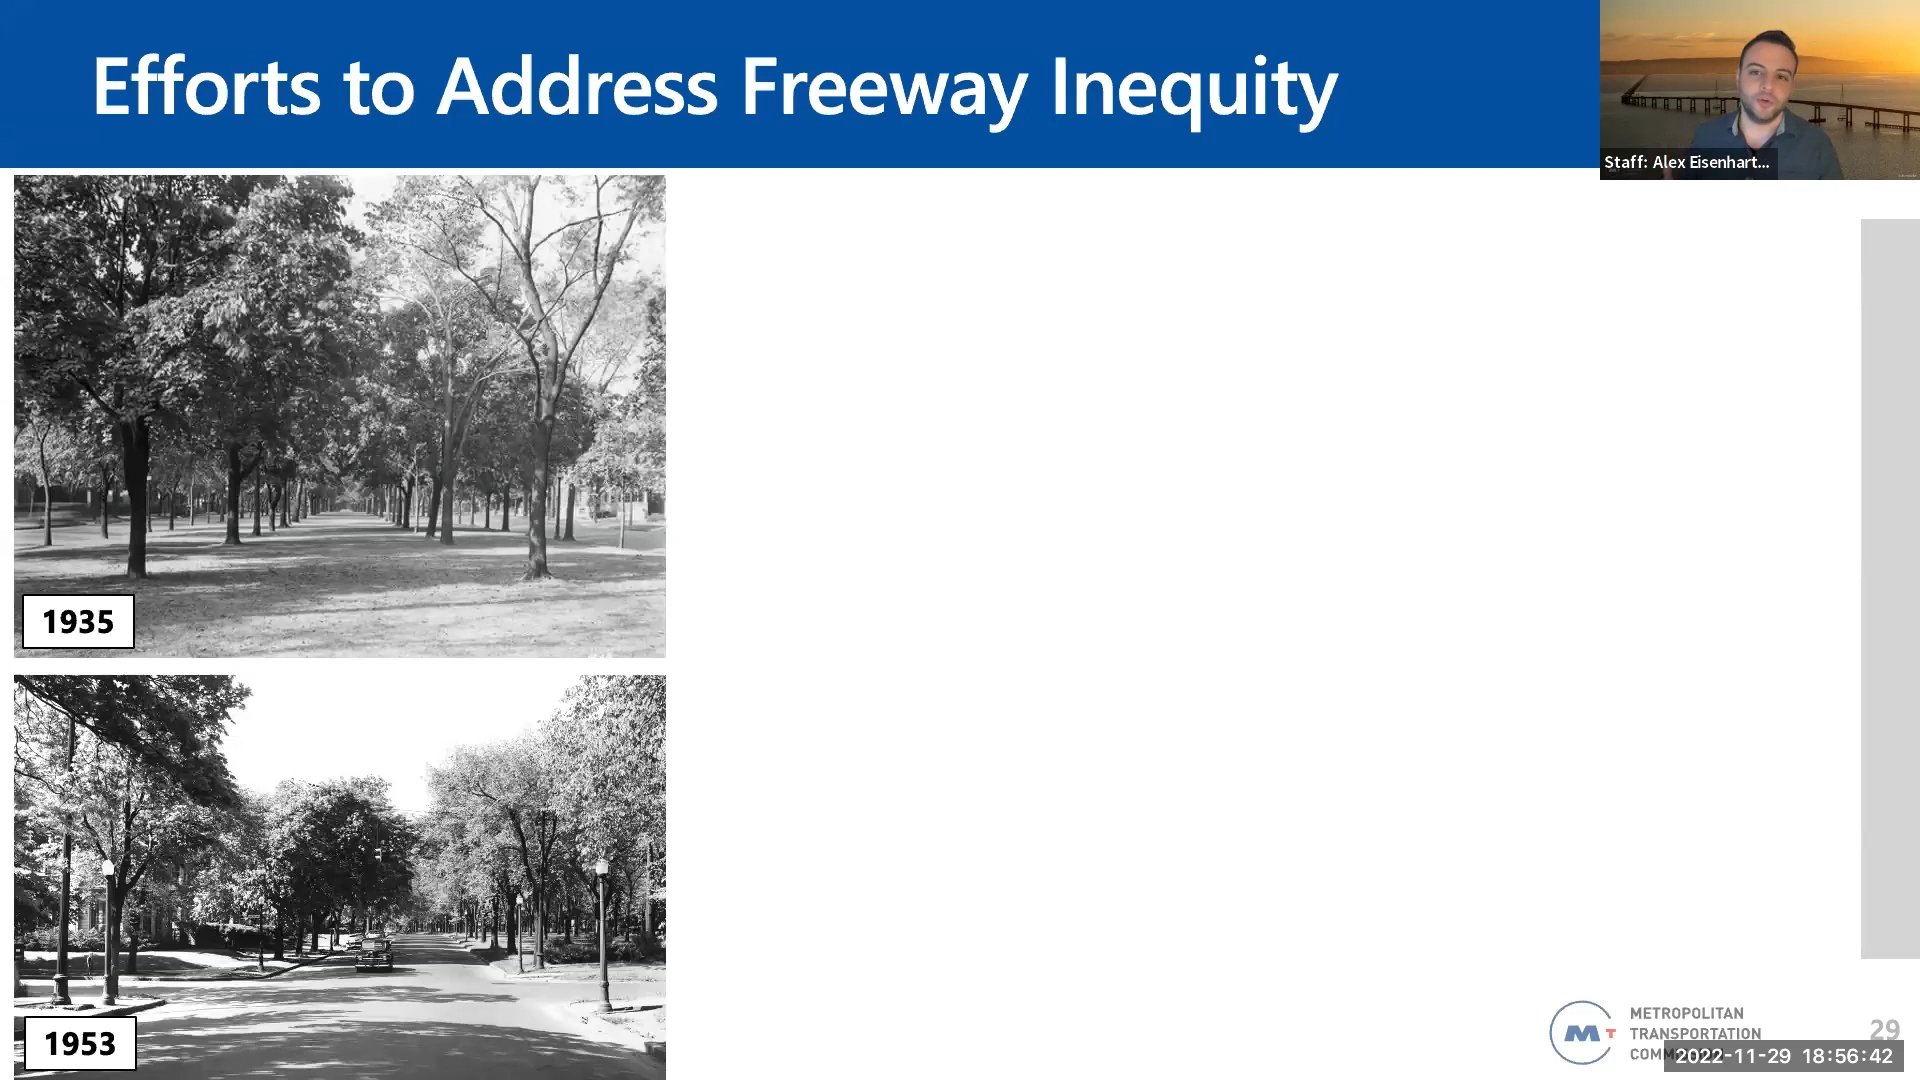 Efforts to Address Freeway Inequity
Staff: Alex Eisenhart...
1935
1953
METROPOLITAN
TRANSPORTATION
29
2022-11-29 18:56:42